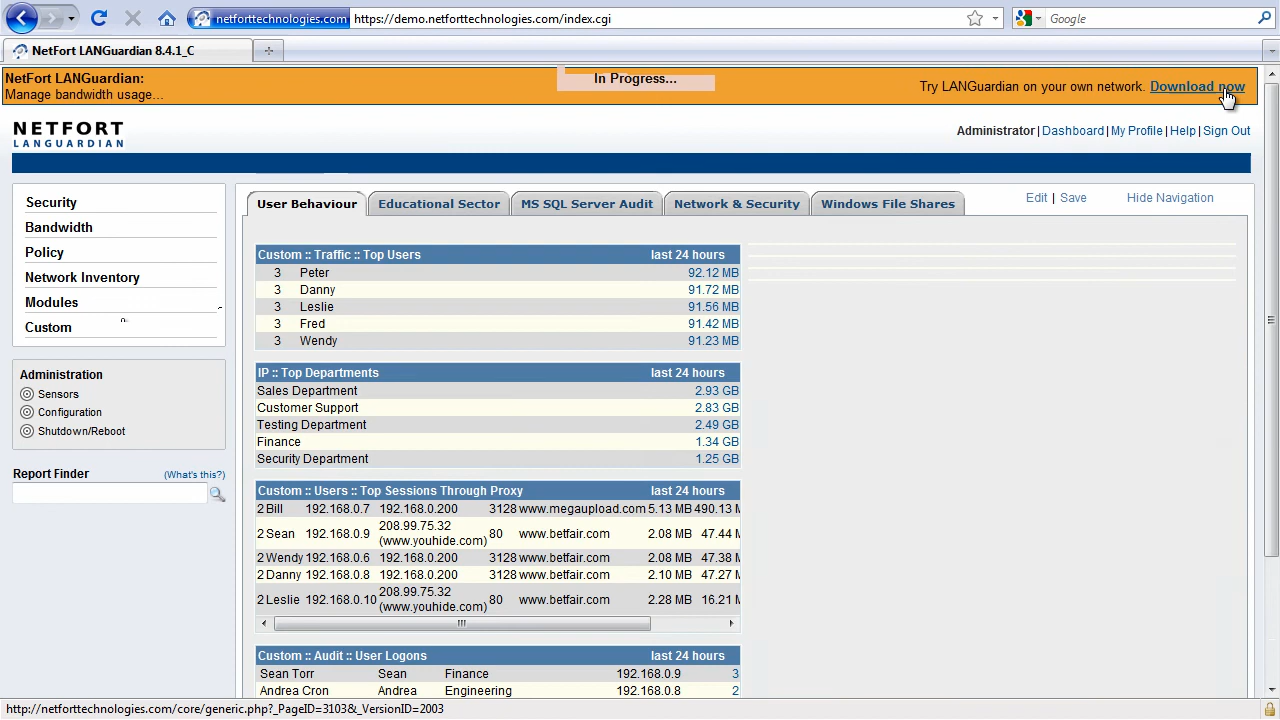 netforttechnologies.com https://demo.netforttechnologies.com/index.cgi
Google
NetFort LANGuardian 8.4.1_C
NetFort LANGuardian:
Manage bandwidth usage...
In Progress...
Try LANGuardian on your own network. Download now
NETFORT
LANGUARDIAN
Administrator | Dashboard | My Profile | Help | Sign Out
Security
Bandwidth
Policy
Network Inventory
Modules
Custom
Administration
Sensors
Configuration
Shutdown/Reboot
Report Finder (What's this?)
User Behaviour Educational Sector MS SQL Server Audit Network & Security Windows File Shares
Edit | Save Hide Navigation
Custom :: Traffic :: Top Users last 24 hours
3 Peter 92.12 MB
3 Danny 91.72 MB
3 Leslie 91.56 MB
3 Fred 91.42 MB
3 Wendy 91.23 MB
IP :: Top Departments last 24 hours
Sales Department 2.93 GB
Customer Support 2.83 GB
Testing Department 2.49 GB
Finance 1.34 GB
Security Department 1.25 GB
Custom :: Users :: Top Sessions Through Proxy last 24 hours
2 Bill 192.168.0.7 192.168.0.200 3128 www.megaupload.com 5.13 MB 490.13 M
2 Sean 192.168.0.9 208.99.75.32 (www.youhide.com) 80 www.betfair.com 2.08 MB 47.44 M
2 Wendy 192.168.0.6 192.168.0.200 3128 www.betfair.com 2.08 MB 47.38 M
2 Danny 192.168.0.8 192.168.0.200 3128 www.betfair.com 2.10 MB 47.27 M
2 Leslie 192.168.0.10 208.99.75.32 (www.youhide.com) 80 www.betfair.com 2.28 MB 16.21 M
Custom :: Audit :: User Logons last 24 hours
Sean Torr Sean Finance 192.168.0.9 3
Andrea Cron Andrea Engineering 192.168.0.8 2
http://netforttechnologies.com/core/generic.php?_PageID=3103&_VersionID=2003